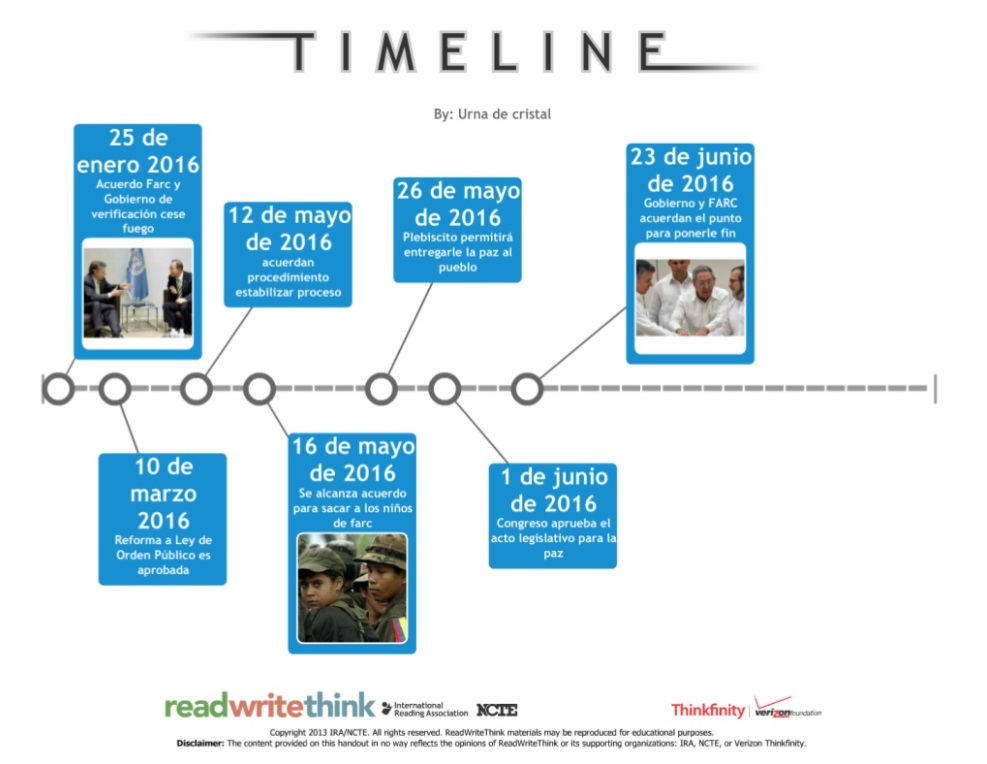 TIMELINE
By: Urna de cristal
25 de
enero 2016
Acuerdo Farc y
Gobierno de
verificación cese
fuego
12 de mayo
de 2016
acuerdan
procedimiento
estabilizar proceso
26 de mayo
de 2016
Plebiscito permitirá
entregarle la paz al
pueblo
23 de junio
de 2016
Gobierno y FARC
acuerdan el punto
para ponerle fin
10 de
marzo
2016
Reforma a Ley de
Orden Público es
aprobada
16 de mayo
de 2016
Se alcanza acuerdo
para sacar a los niños
de farc
1 de junio
de 2016
Congreso aprueba el
acto legislativo para la
paz
readwritethink
International
Reading Association
NCTE
Thinkfinity
verizonfoundation
Copyright 2013 IRA/NCTE. All rights reserved. ReadWriteThink materials may be reproduced for educational purposes.
Disclaimer: The content provided on this handout in no way reflects the opinions of ReadWriteThink or its supporting organizations: IRA, NCTE, or Verizon Thinkfinity.